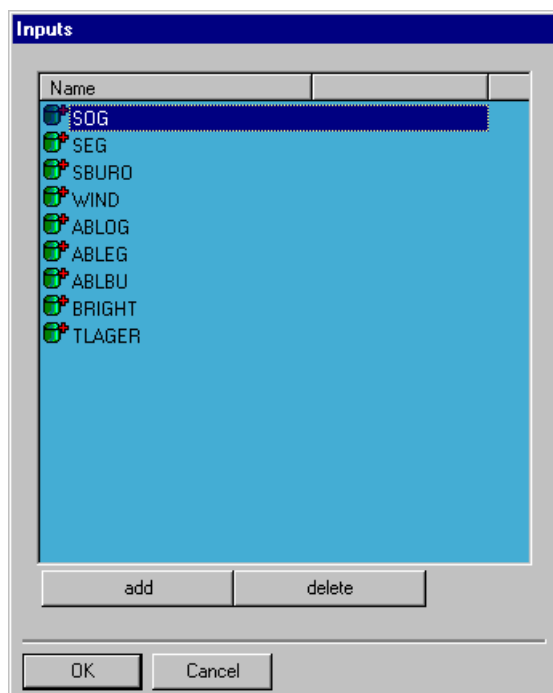 Inputs
Name
SOG
SEG
SBURO
WIND
ABLOG
ABLEG
ABLBU
BRIGHT
TLAGER
add delete
OK Cancel